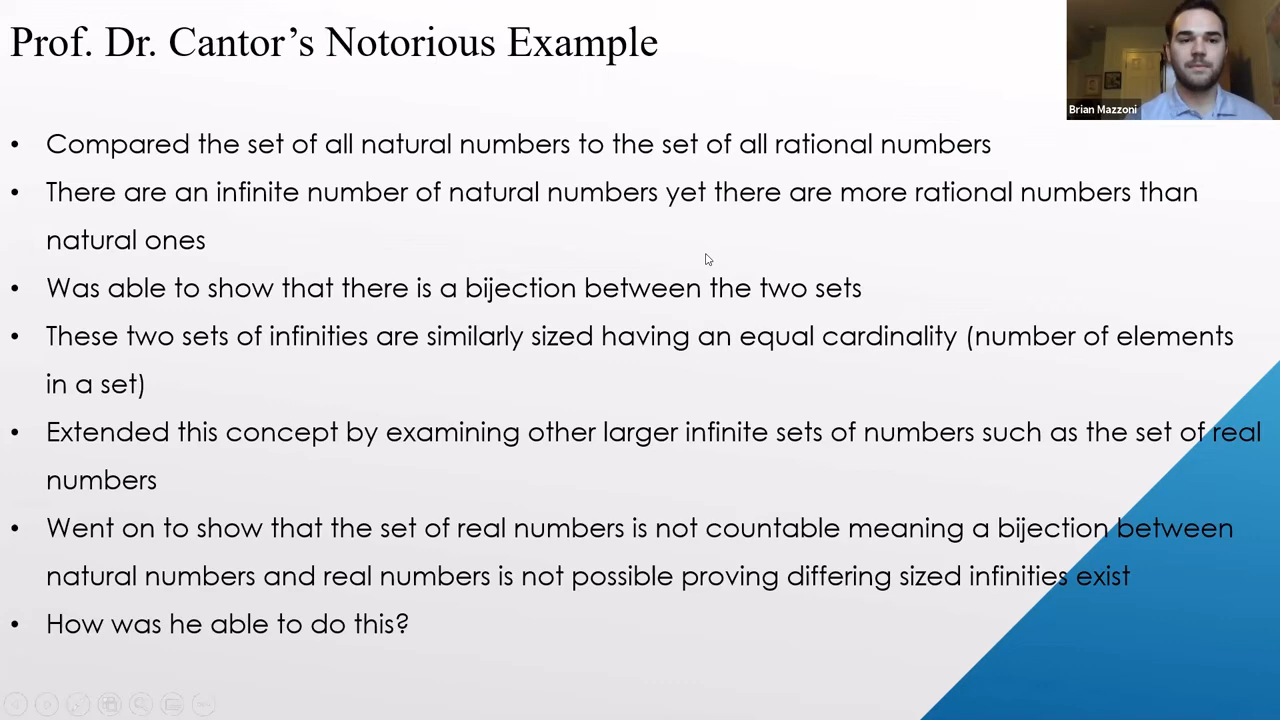 Prof. Dr. Cantor’s Notorious Example
Brian Mazzoni
• Compared the set of all natural numbers to the set of all rational numbers
• There are an infinite number of natural numbers yet there are more rational numbers than
natural ones
• Was able to show that there is a bijection between the two sets
• These two sets of infinities are similarly sized having an equal cardinality (number of elements
in a set)
• Extended this concept by examining other larger infinite sets of numbers such as the set of real
numbers
• Went on to show that the set of real numbers is not countable meaning a bijection between
natural numbers and real numbers is not possible proving differing sized infinities exist
• How was he able to do this?